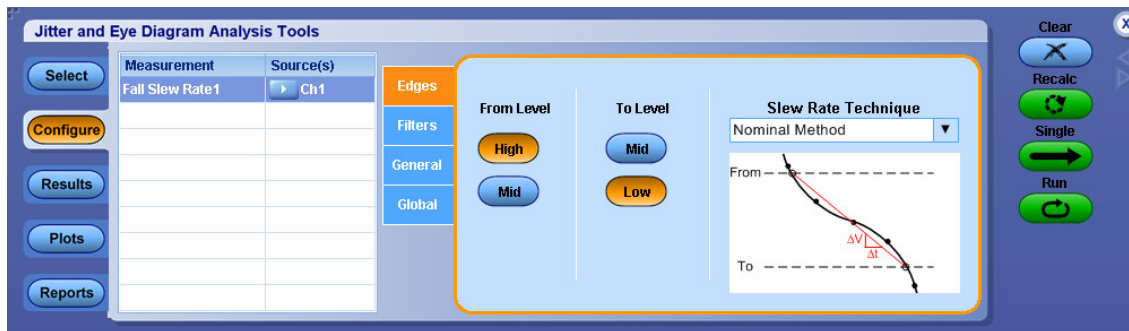 Jitter and Eye Diagram Analysis Tools
Select
Configure
Results
Plots
Reports
Measurement Source(s)
Fall Slew Rate1 Ch1
Edges
Filters
General
Global
From Level
High
Mid
To Level
Mid
Low
Slew Rate Technique
Nominal Method
From
ΔV
Δt
To
Clear
X
Recalc
Single
Run